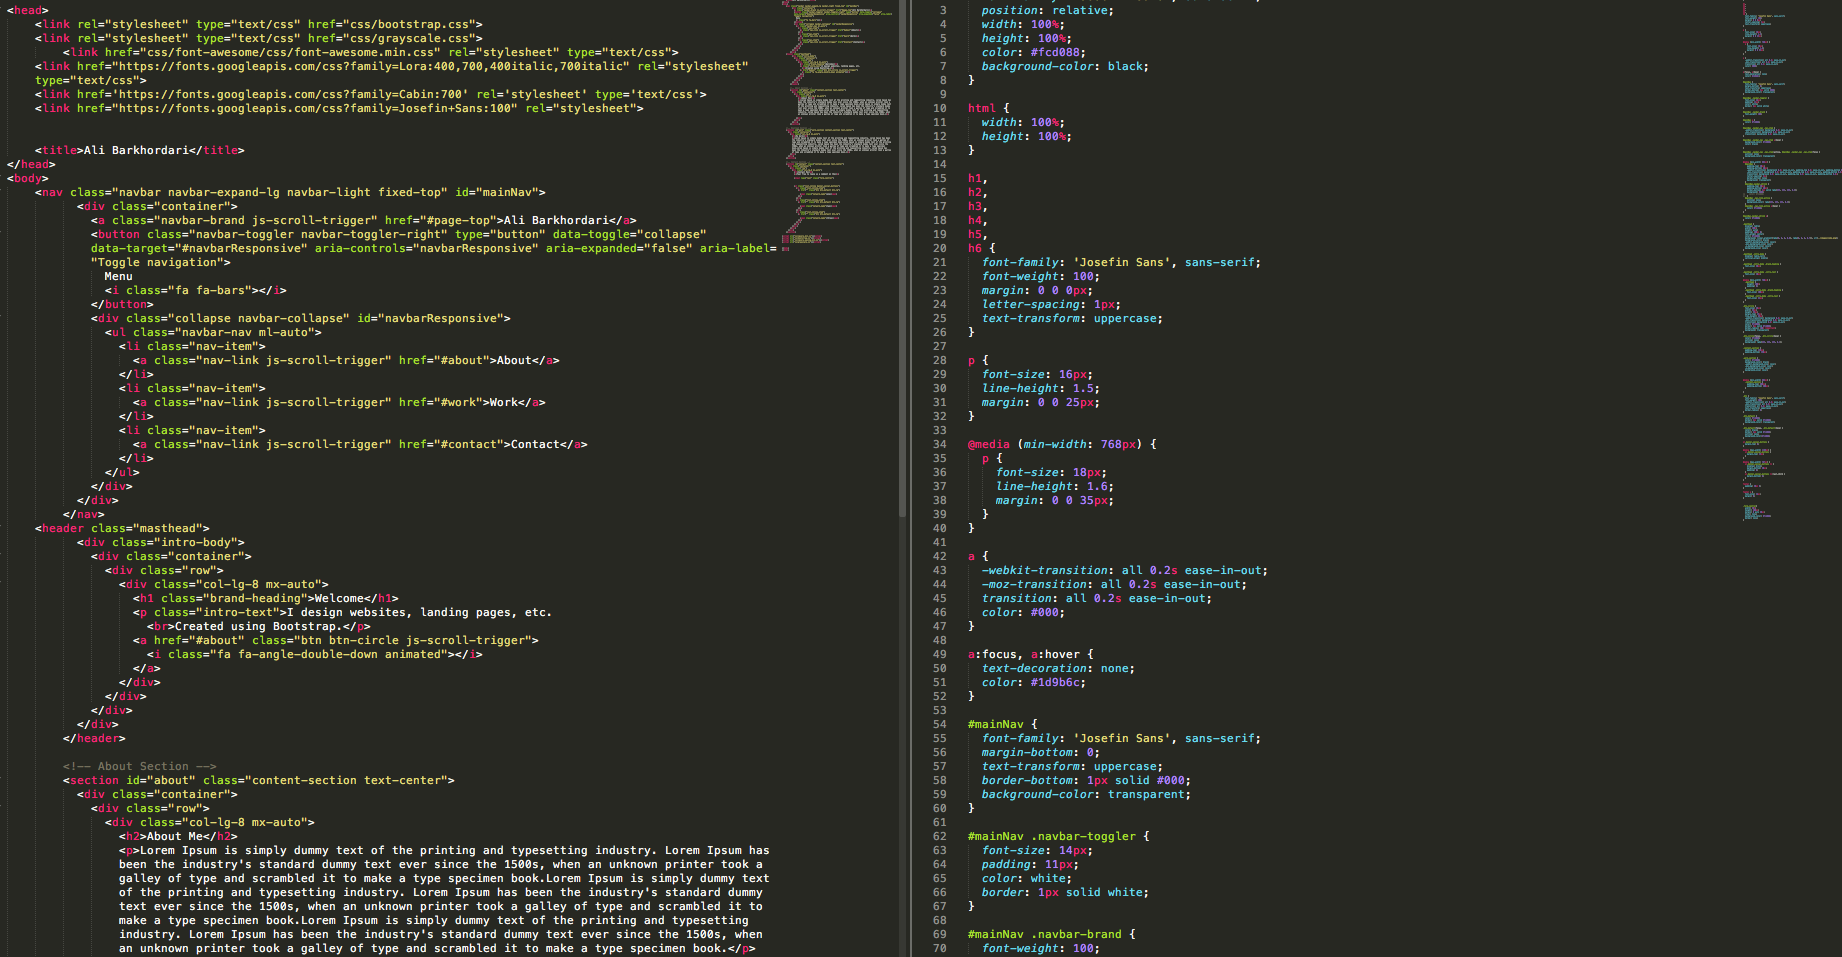 <head>
<link rel="stylesheet" type="text/css" href="css/bootstrap.css">
<link rel="stylesheet" type="text/css" href="css/grayscale.css">
<link href="css/font-awesome/css/font-awesome.min.css" rel="stylesheet" type="text/css">
<link href="https://fonts.googleapis.com/css?family=Lora:400,700,400italic,700italic" rel="stylesheet"
type="text/css">
<link href='https://fonts.googleapis.com/css?family=Cabin:700' rel='stylesheet' type='text/css'>
<link href="https://fonts.googleapis.com/css?family=Josefin+Sans:100" rel="stylesheet">
<title>Ali Barkhordari</title>
</head>
<body>
<nav class="navbar navbar-expand-lg navbar-light fixed-top" id="mainNav">
<div class="container">
<a class="navbar-brand js-scroll-trigger" href="#page-top">Ali Barkhordari</a>
<button class="navbar-toggler navbar-toggler-right" type="button" data-toggle="collapse"
data-target="#navbarResponsive" aria-controls="navbarResponsive" aria-expanded="false" aria-label=
"Toggle navigation">
Menu
<i class="fa fa-bars"></i>
</button>
<div class="collapse navbar-collapse" id="navbarResponsive">
<ul class="navbar-nav ml-auto">
<li class="nav-item">
<a class="nav-link js-scroll-trigger" href="#about">About</a>
</li>
<li class="nav-item">
<a class="nav-link js-scroll-trigger" href="#work">Work</a>
</li>
<li class="nav-item">
<a class="nav-link js-scroll-trigger" href="#contact">Contact</a>
</li>
</ul>
</div>
</div>
</nav>
<header class="masthead">
<div class="intro-body">
<div class="container">
<div class="row">
<div class="col-lg-8 mx-auto">
<h1 class="brand-heading">Welcome</h1>
<p class="intro-text">I design websites, landing pages, etc.
<br>Created using Bootstrap.</p>
<a href="#about" class="btn btn-circle js-scroll-trigger">
<i class="fa fa-angle-double-down animated"></i>
</a>
</div>
</div>
</div>
</div>
</header>
<!-- About Section -->
<section id="about" class="content-section text-center">
<div class="container">
<div class="row">
<div class="col-lg-8 mx-auto">
<h2>About Me</h2>
<p>Lorem Ipsum is simply dummy text of the printing and typesetting industry. Lorem Ipsum has
been the industry's standard dummy text ever since the 1500s, when an unknown printer took a
galley of type and scrambled it to make a type specimen book.Lorem Ipsum is simply dummy text
of the printing and typesetting industry. Lorem Ipsum has been the industry's standard dummy
text ever since the 1500s, when an unknown printer took a galley of type and scrambled it to
make a type specimen book.Lorem Ipsum is simply dummy text of the printing and typesetting
industry. Lorem Ipsum has been the industry's standard dummy text ever since the 1500s, when
an unknown printer took a galley of type and scrambled it to make a type specimen book.</p>
3 position: relative;
4 width: 100%;
5 height: 100%;
6 color: #fcd088;
7 background-color: black;
8 }
9
10 html {
11 width: 100%;
12 height: 100%;
13 }
14
15 h1,
16 h2,
17 h3,
18 h4,
19 h5,
20 h6 {
21 font-family: 'Josefin Sans', sans-serif;
22 font-weight: 100;
23 margin: 0 0 0px;
24 letter-spacing: 1px;
25 text-transform: uppercase;
26 }
27
28 p {
29 font-size: 16px;
30 line-height: 1.5;
31 margin: 0 0 25px;
32 }
33
34 @media (min-width: 768px) {
35 p {
36 font-size: 18px;
37 line-height: 1.6;
38 margin: 0 0 35px;
39 }
40 }
41
42 a {
43 -webkit-transition: all 0.2s ease-in-out;
44 -moz-transition: all 0.2s ease-in-out;
45 transition: all 0.2s ease-in-out;
46 color: #000;
47 }
48
49 a:focus, a:hover {
50 text-decoration: none;
51 color: #1d9b6c;
52 }
53
54 #mainNav {
55 font-family: 'Josefin Sans', sans-serif;
56 margin-bottom: 0;
57 text-transform: uppercase;
58 border-bottom: 1px solid #000;
59 background-color: transparent;
60 }
61
62 #mainNav .navbar-toggler {
63 font-size: 14px;
64 padding: 11px;
65 color: white;
66 border: 1px solid white;
67 }
68
69 #mainNav .navbar-brand {
70 font-weight: 100;